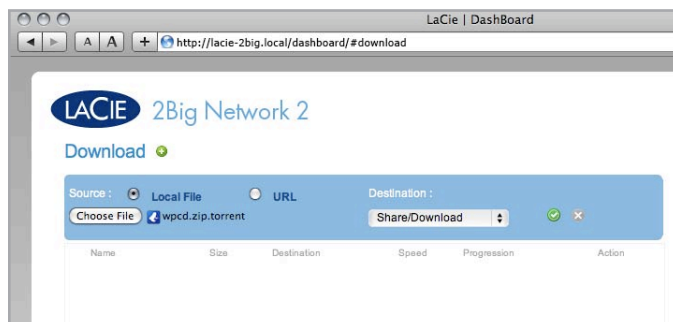 LaCie | DashBoard
A A + http://lacie-2big.local/dashboard/#download
LACIE 2Big Network 2
Download
Source : Local File URL Destination :
Choose File wpcd.zip.torrent Share/Download
Name Size Destination Speed Progression Action